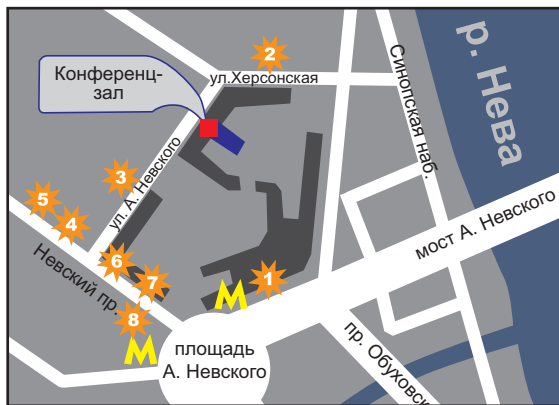 Конференц-
зал
2
ул.Херсонская
Синопская наб.
р. Нева
3
ул. А. Невского
5
4
6
7
8
Невский пр.
1
М
М
мост А. Невского
площадь
А. Невского
пр. Обуховской